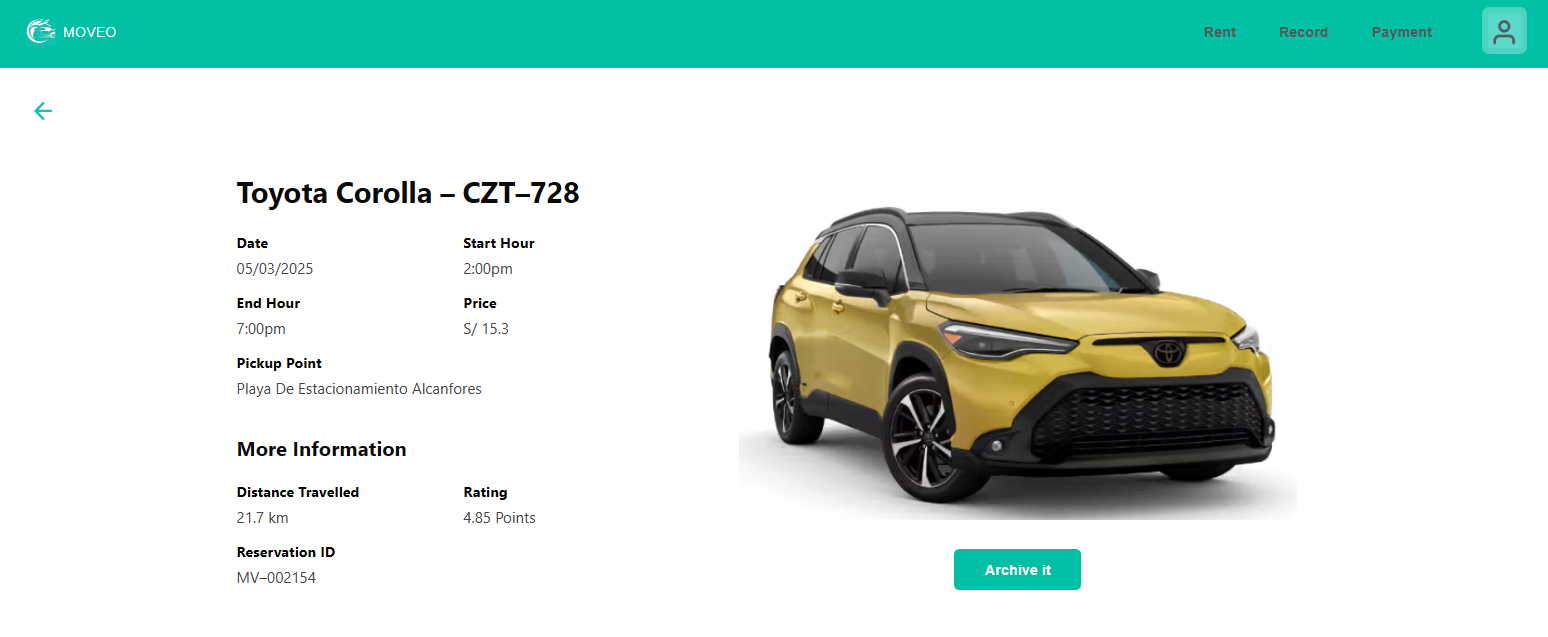 MOVEO
Rent Record Payment
Toyota Corolla – CZT–728
Date Start Hour
05/03/2025 2:00pm
End Hour Price
7:00pm S/ 15.3
Pickup Point
Playa De Estacionamiento Alcanfores
More Information
Distance Travelled Rating
21.7 km 4.85 Points
Reservation ID
MV–002154
Archive it